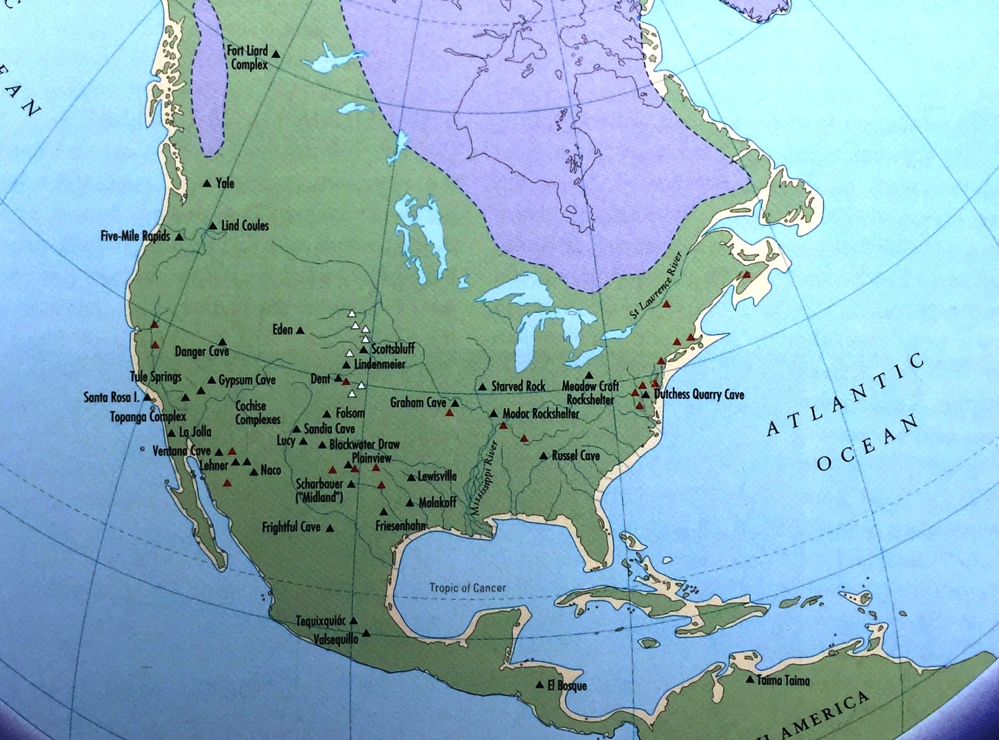 C
EAN
Fort Liard
Complex
Yale
Lind Coules
Five-Mile Rapids
St Lawrence River
Eden
Danger Cave
Scottsbluff
Lindenmeier
Tule Springs
Gypsum Cave
Dent
Santa Rosa I.
Starved Rock
Meadow Croft
Rockshelter
Dutchess Quarry Cave
Graham Cave
Cochise
Complexes
Topanga Complex
Folsom
Modoc Rockshelter
La Jolla
Sandia Cave
Lucy
Blackwater Draw
Ventana Cave
Plainview
Russel Cave
Lehner
Naco
Mississippi River
Lewisville
Scharbauer
("Midland")
Malakoff
Frightful Cave
Friesenhahn
ATLANTIC
OCEAN
Tropic of Cancer
Tequixquiác
Valsequillo
El Bosque
Taima Taima
H AMERICA